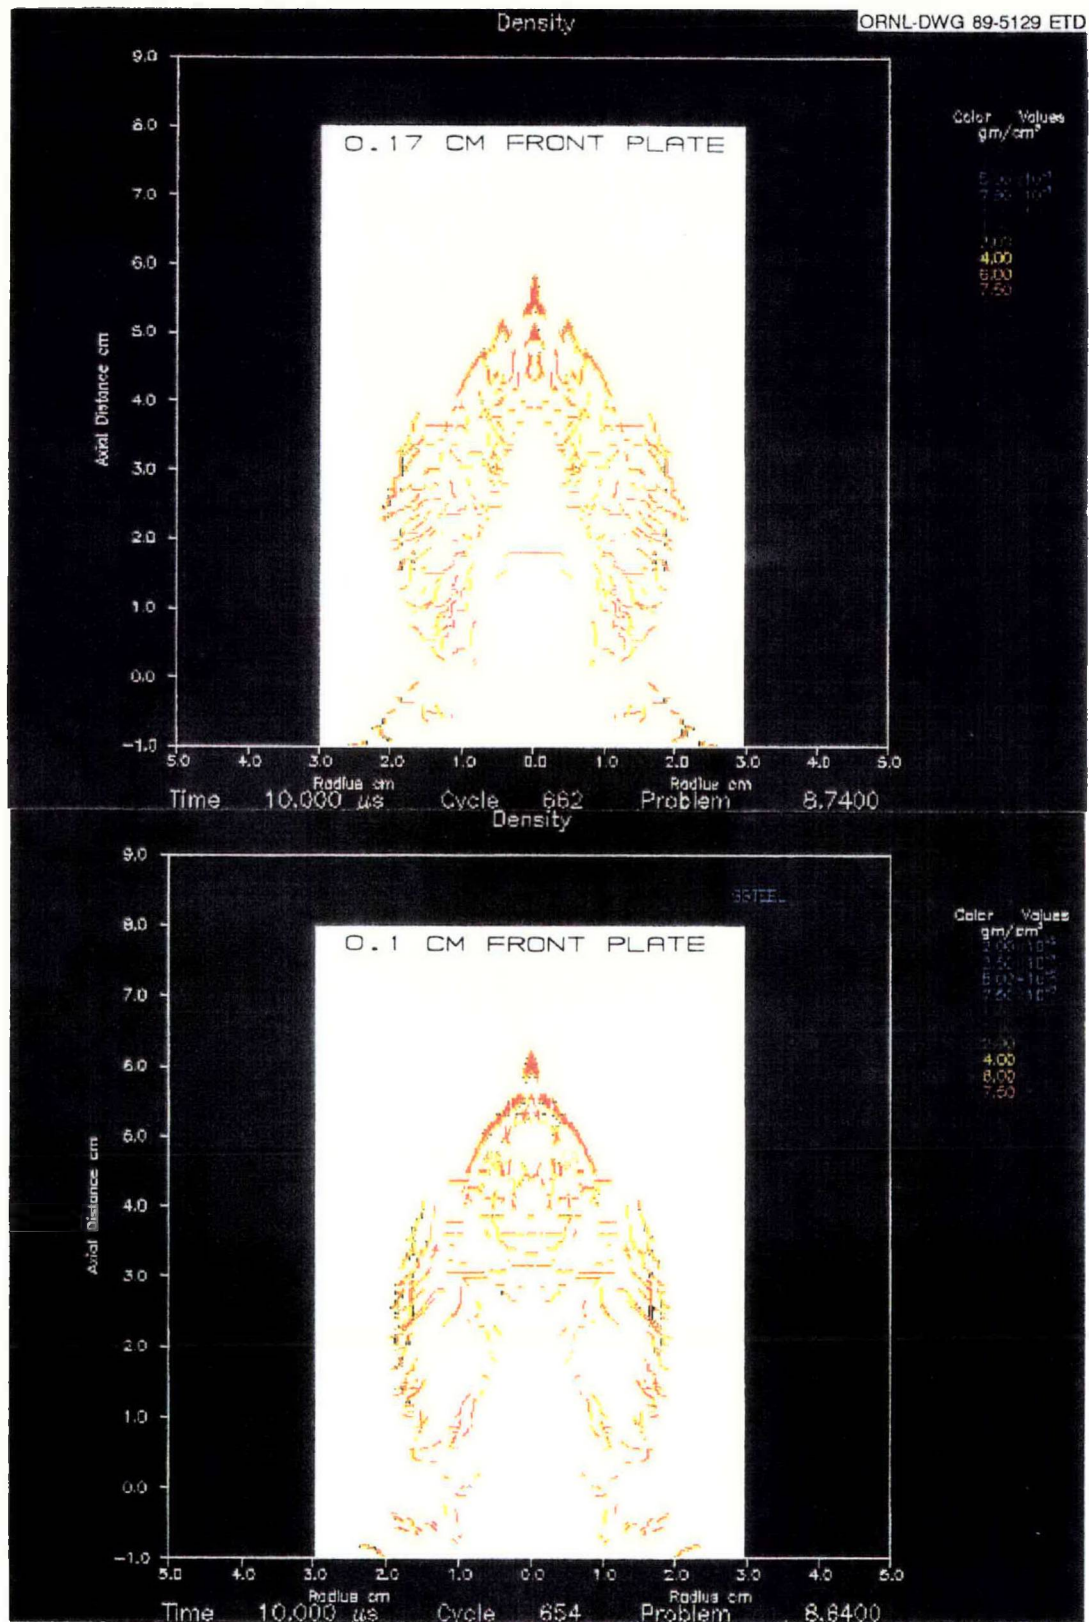 ORNL-DWG 89-5129 ETD
Density
9.0
Color Values
gm/cm³
8.0
0.17 CM FRONT PLATE
7.0
6.0
4.00
6.00
7.50
5.0
4.0
Axial Distance cm
3.0
2.0
1.0
0.0
-1.0
5.0 4.0 3.0 2.0 1.0 0.0 1.0 2.0 3.0 4.0 5.0
Radius cm Radius cm
Time 10.000 μs Cycle 662 Problem 8.7400
Density
9.0
SSTEEL
Color Values
gm/cm³
8.0
0.1 CM FRONT PLATE
7.0
6.0
4.00
6.00
7.50
5.0
4.0
Axial Distance cm
3.0
2.0
1.0
0.0
-1.0
5.0 4.0 3.0 2.0 1.0 0.0 1.0 2.0 3.0 4.0 5.0
Radius cm Radius cm
Time 10.000 μs Cycle 654 Problem 8.6400